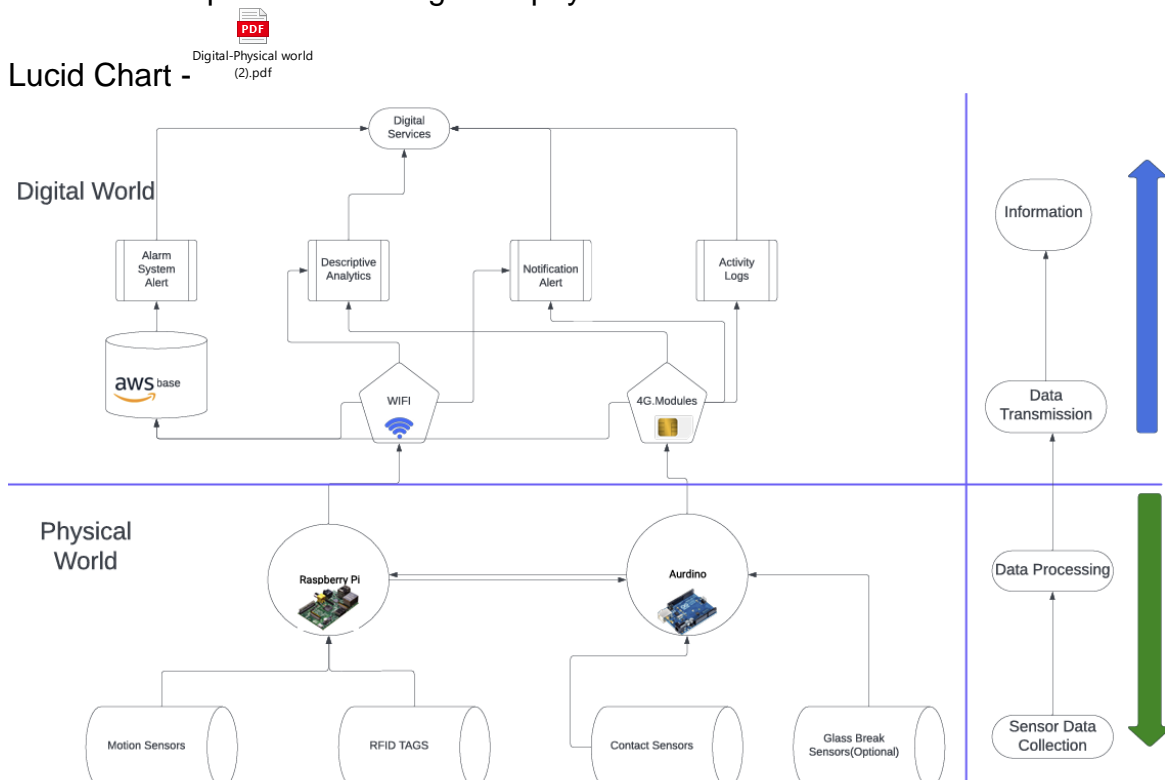 PDF
Digital-Physical world
(2).pdf
Lucid Chart -
Digital
Services
Digital World
Information
Alarm
System
Alert
Descriptive
Analytics
Notification
Alert
Activity
Logs
aws base
WIFI
4G.Modules
Data
Transmission
Physical
World
Raspberry Pi
Aurdino
Data Processing
Motion Sensors
RFID TAGS
Contact Sensors
Glass Break
Sensors(Optional)
Sensor Data
Collection